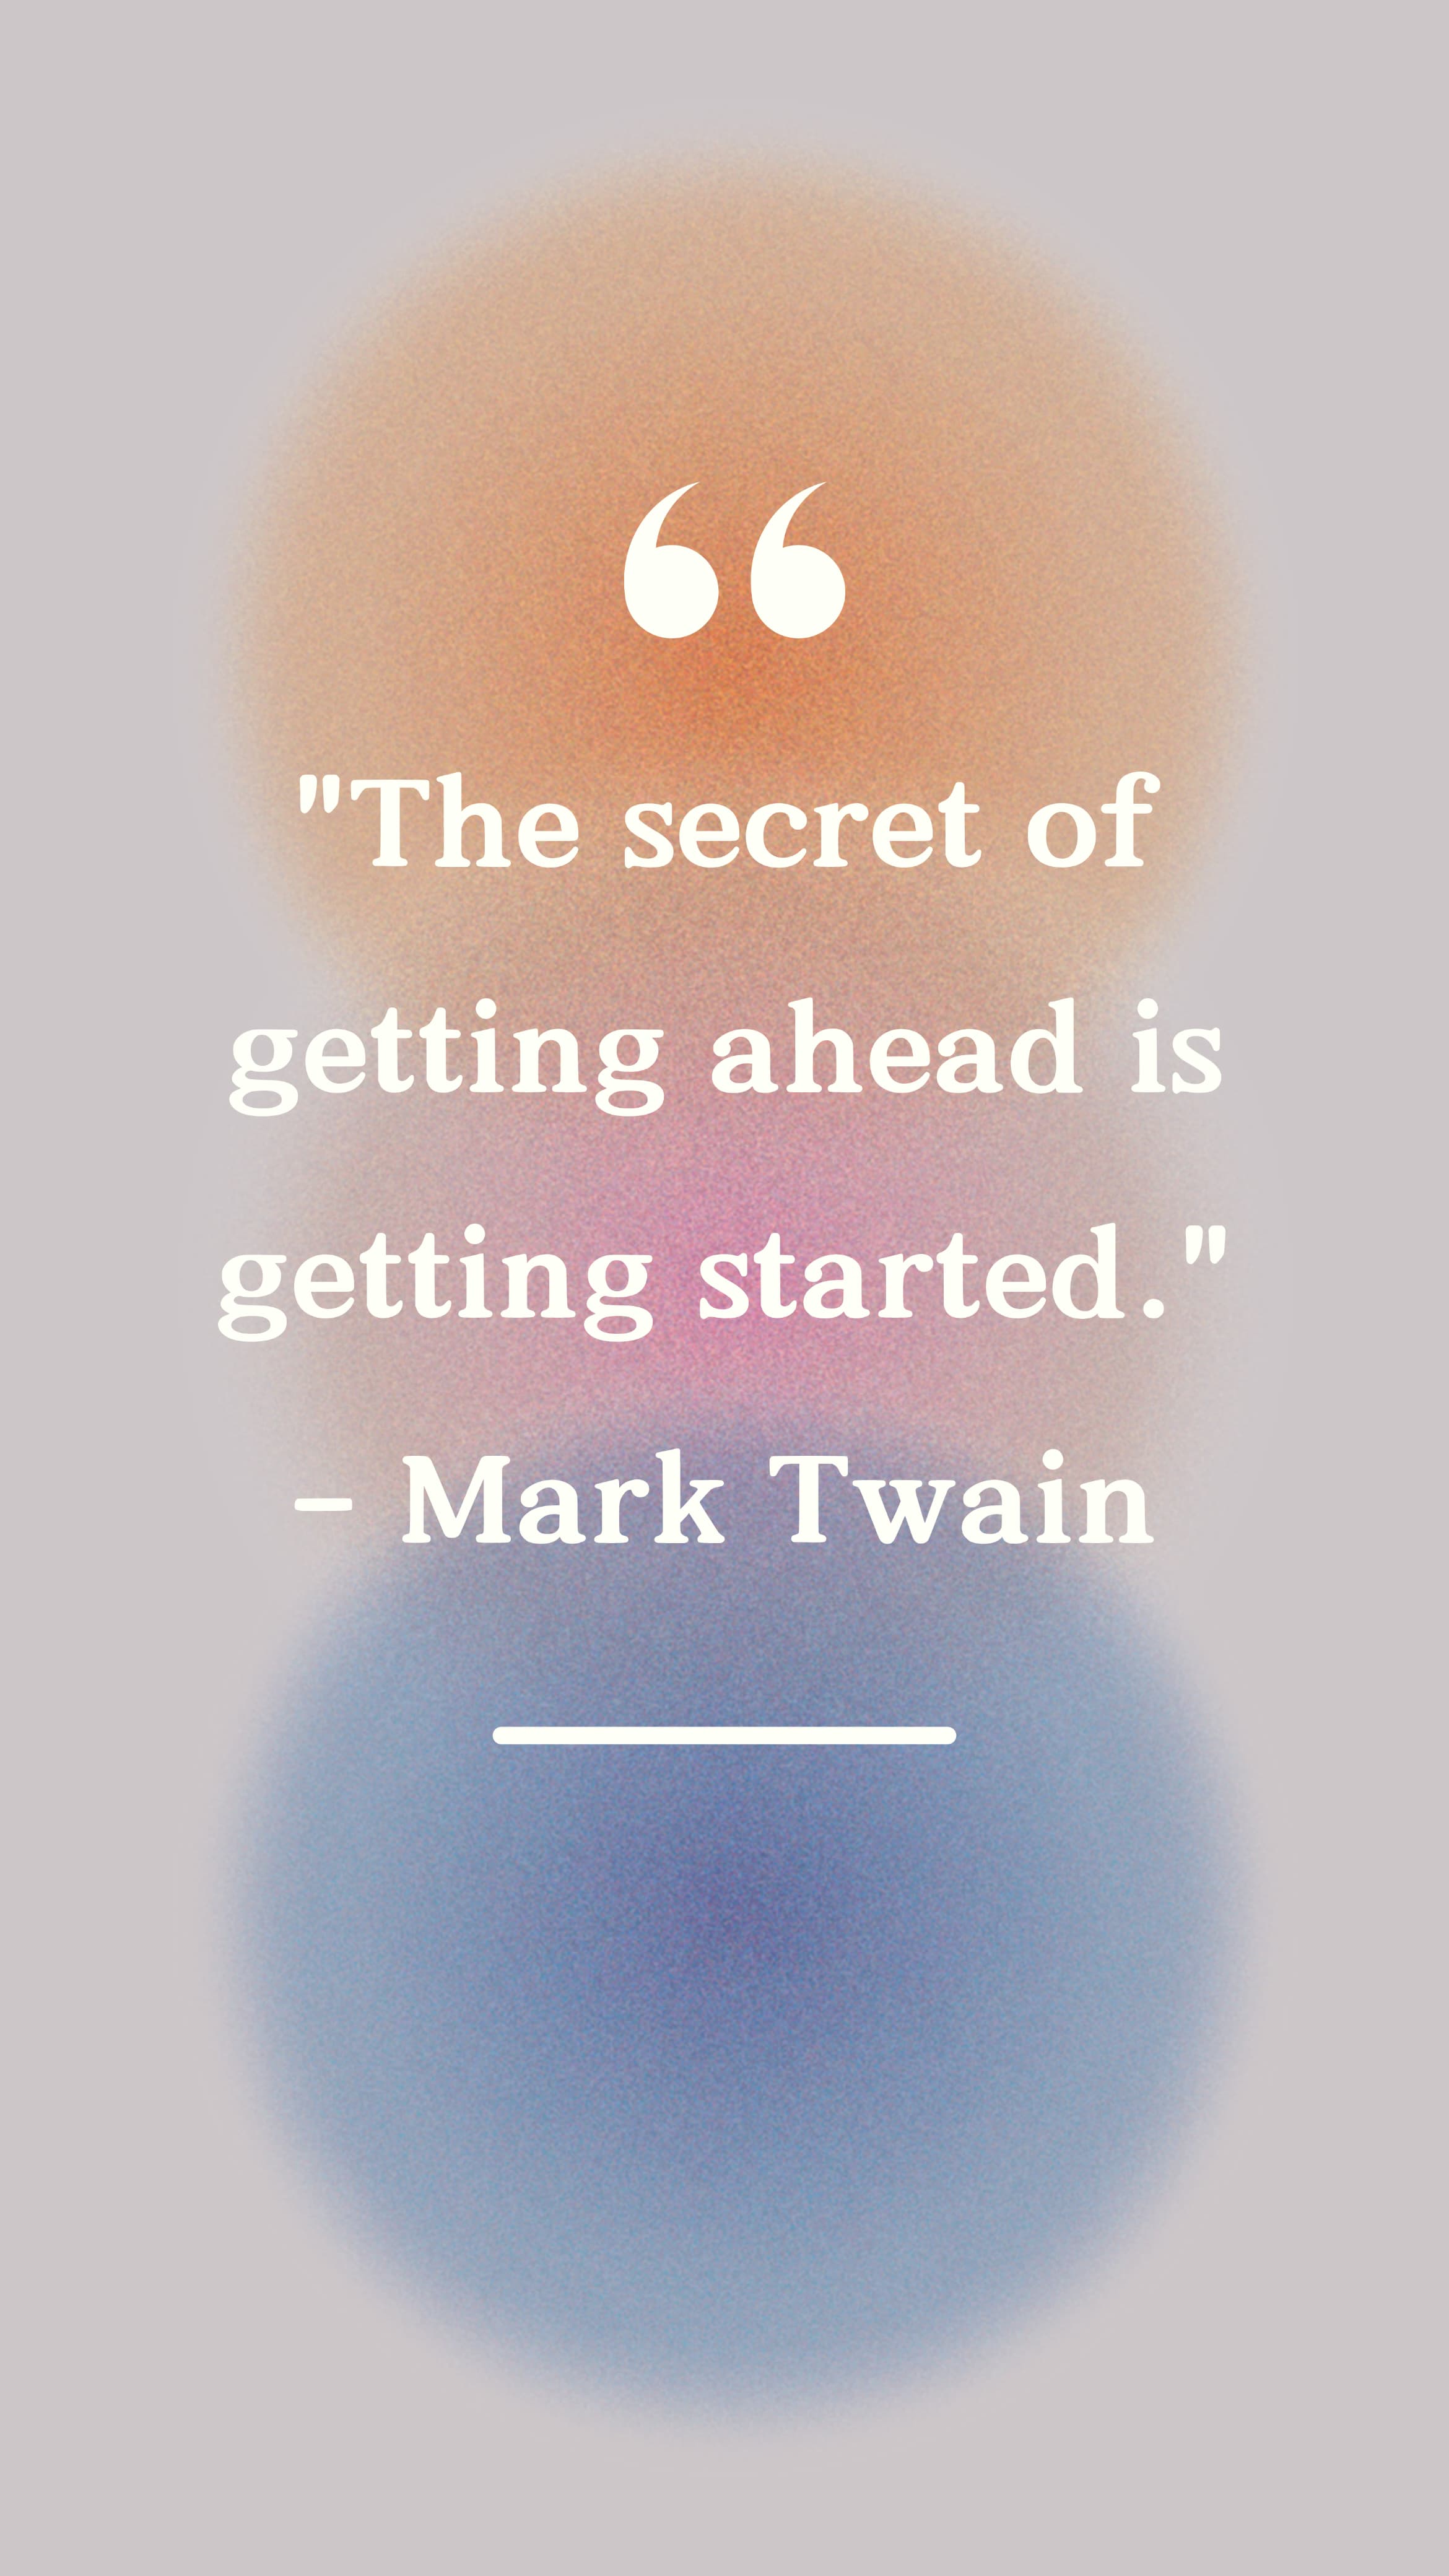 “
"The secret of
getting ahead is
getting started."
– Mark Twain